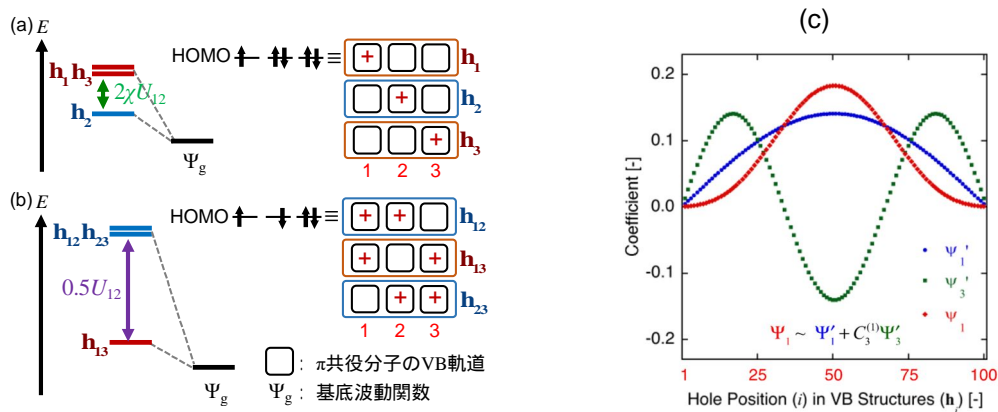 (a) E
h₁ h₃
2χU₁₂
h₂
Ψg
HOMO ≡
+ h₁
+ h₂
+ h₃
1 2 3
(b) E
h₁₂ h₂₃
0.5U₁₂
h₁₃
Ψg
HOMO ≡
+ + h₁₂
+ + h₁₃
+ + h₂₃
1 2 3
: π共役分子のVB軌道
Ψg : 基底波動関数
(c)
0.2
0.1
0.0
-0.1
-0.2
Coefficient [-]
Ψ₁'
Ψ₃'
Ψ₁
Ψ₁ ~ Ψ₁′ + C₃⁽¹⁾Ψ₃′
1 25 50 75 100
Hole Position (i) in VB Structures (hᵢ) [-]